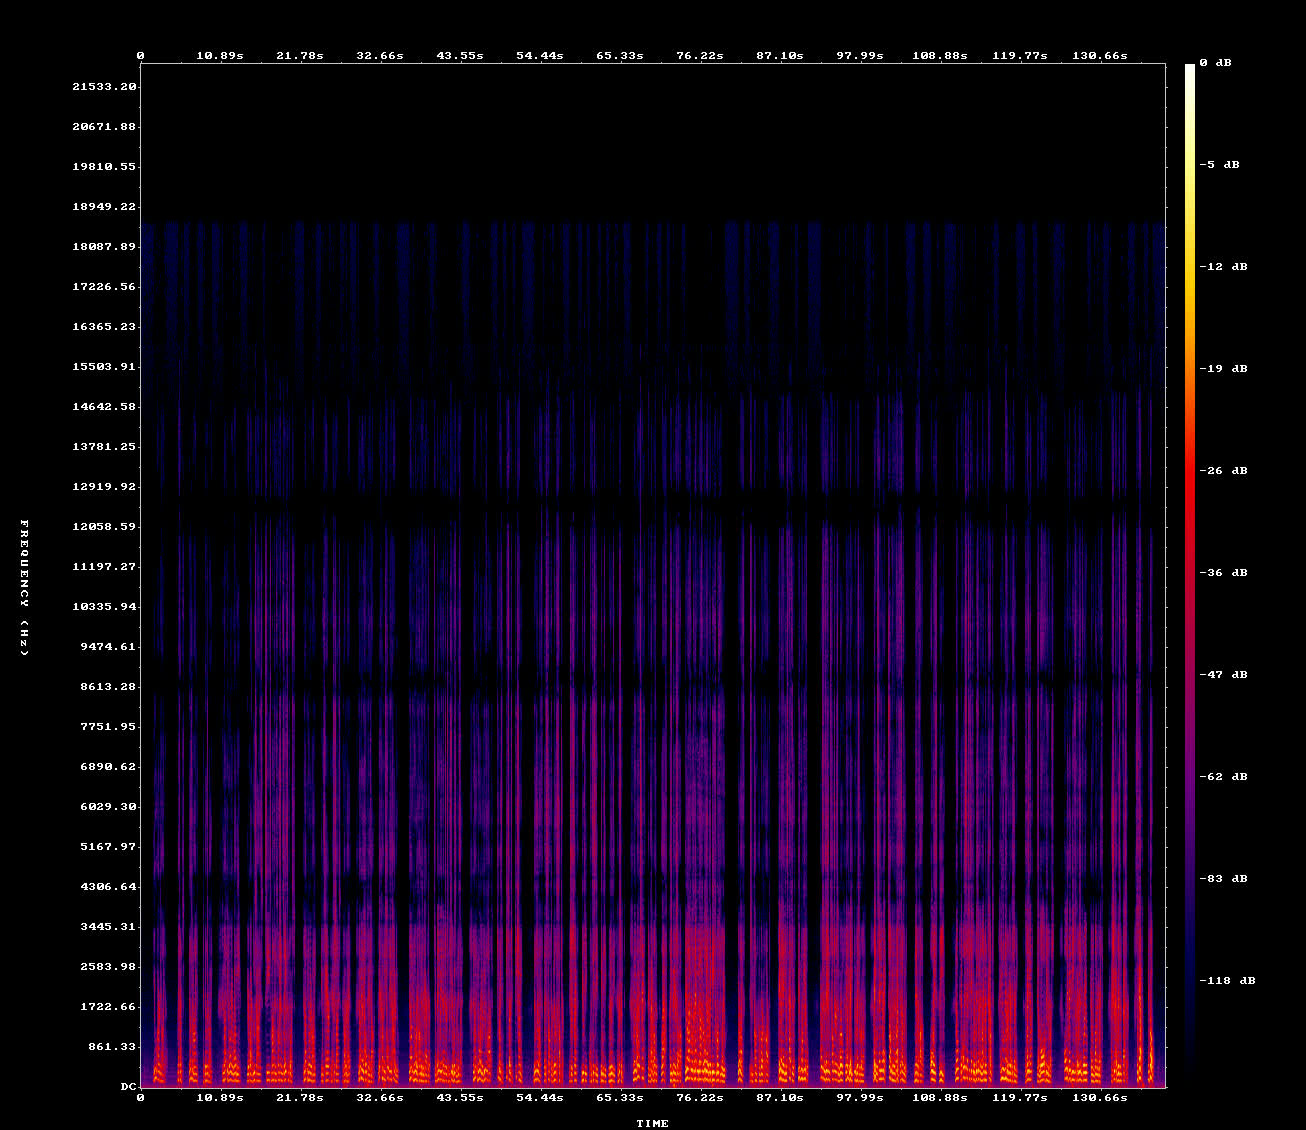 0 10.89s 21.78s 32.66s 43.55s 54.44s 65.33s 76.22s 87.10s 97.99s 108.88s 119.77s 130.66s
21533.20
20671.88
19810.55
18949.22
18087.89
17226.56
16365.23
15503.91
14642.58
13781.25
12919.92
12058.59
11197.27
10335.94
9474.61
8613.28
7751.95
6890.62
6029.30
5167.97
4306.64
3445.31
2583.98
1722.66
861.33
DC
FREQUENCY (Hz)
0 dB
-5 dB
-12 dB
-19 dB
-26 dB
-36 dB
-47 dB
-62 dB
-83 dB
-118 dB
0 10.89s 21.78s 32.66s 43.55s 54.44s 65.33s 76.22s 87.10s 97.99s 108.88s 119.77s 130.66s
TIME